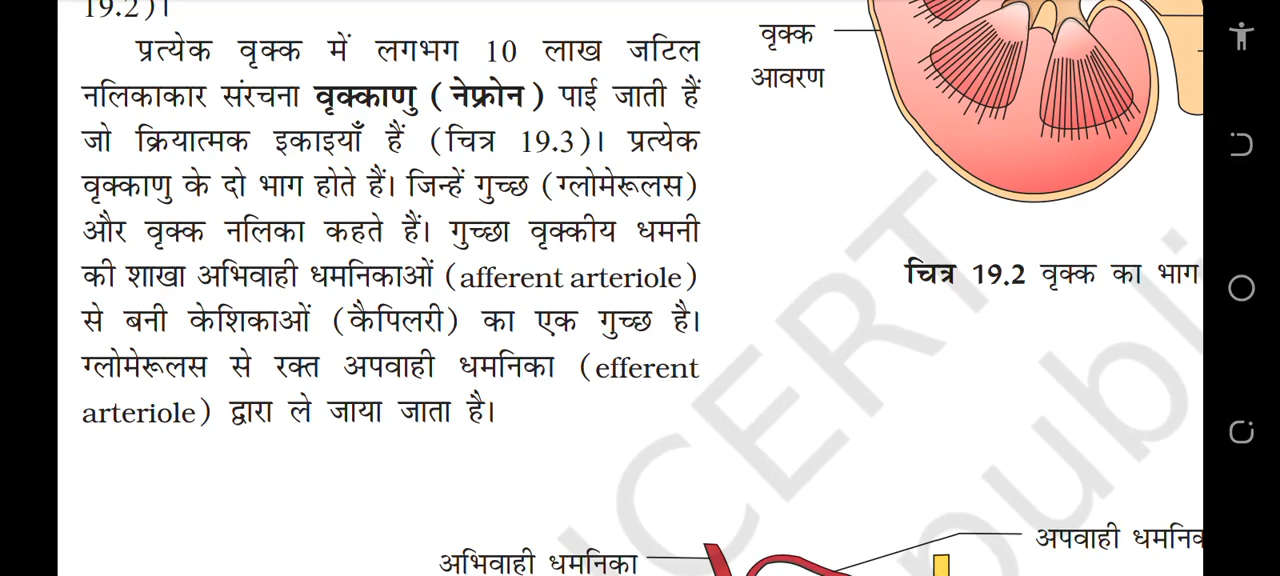 19.2)।
प्रत्येक वृक्क में लगभग 10 लाख जटिल
नलिकाकार संरचना वृक्काणु (नेफ्रोन) पाई जाती हैं
जो क्रियात्मक इकाइयाँ हैं (चित्र 19.3)। प्रत्येक
वृक्काणु के दो भाग होते हैं। जिन्हें गुच्छ (ग्लोमेरूलस)
और वृक्क नलिका कहते हैं। गुच्छा वृक्कीय धमनी
की शाखा अभिवाही धमनिकाओं (afferent arteriole)
से बनी केशिकाओं (कैपिलरी) का एक गुच्छ है।
ग्लोमेरूलस से रक्त अपवाही धमनिका (efferent
arteriole) द्वारा ले जाया जाता है।
वृक्क
आवरण
चित्र 19.2 वृक्क का भाग
अभिवाही धमनिका
अपवाही
NCERT
publi